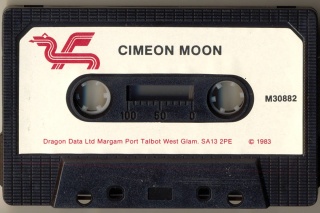 CIMEON MOON
M30882
100 50 0
Dragon Data Ltd Margam Port Talbot West Glam. SA13 2PE © 1983